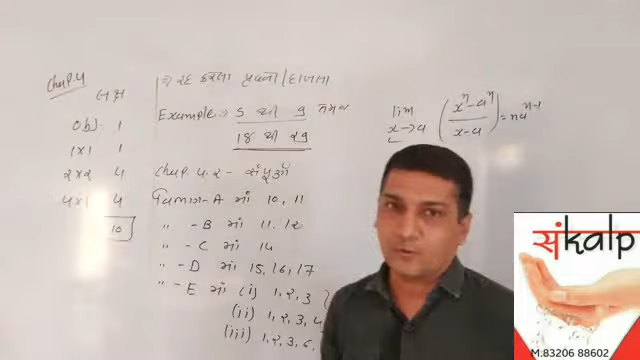 Chap. 4
Obj. 1
1×1 1
2×2 4
4×1 4
10
⇒ રદ કરેલા પ્રશ્નો / દાખલા
Example :- 5 થી 9 તેમજ
18 થી 29
Chap 4.2 - સંપૂર્ણ
વિભાગ-A માં 10, 11
" -B માં 11, 12
" -C માં 14
" -D માં 15, 16, 17
" -E માં (i) 1, 2, 3
(ii) 1, 2, 3, 4
(iii) 1, 2, 3, 5,
lim x→a (xⁿ-aⁿ / x-a) = naⁿ⁻¹
संkalp
M:83206 88602